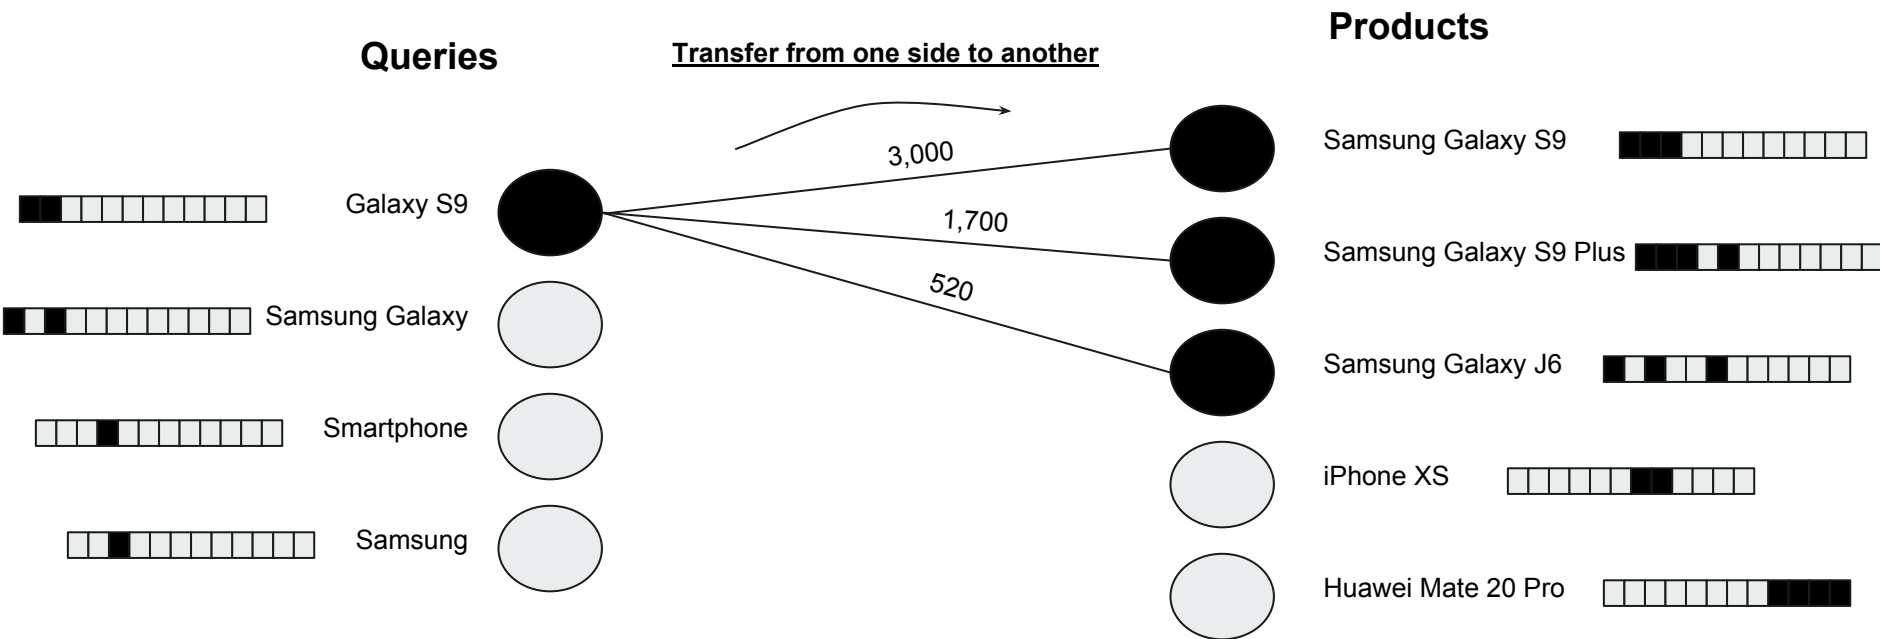 Queries
Transfer from one side to another
Products
3,000
1,700
520
Galaxy S9
Samsung Galaxy
Smartphone
Samsung
Samsung Galaxy S9
Samsung Galaxy S9 Plus
Samsung Galaxy J6
iPhone XS
Huawei Mate 20 Pro